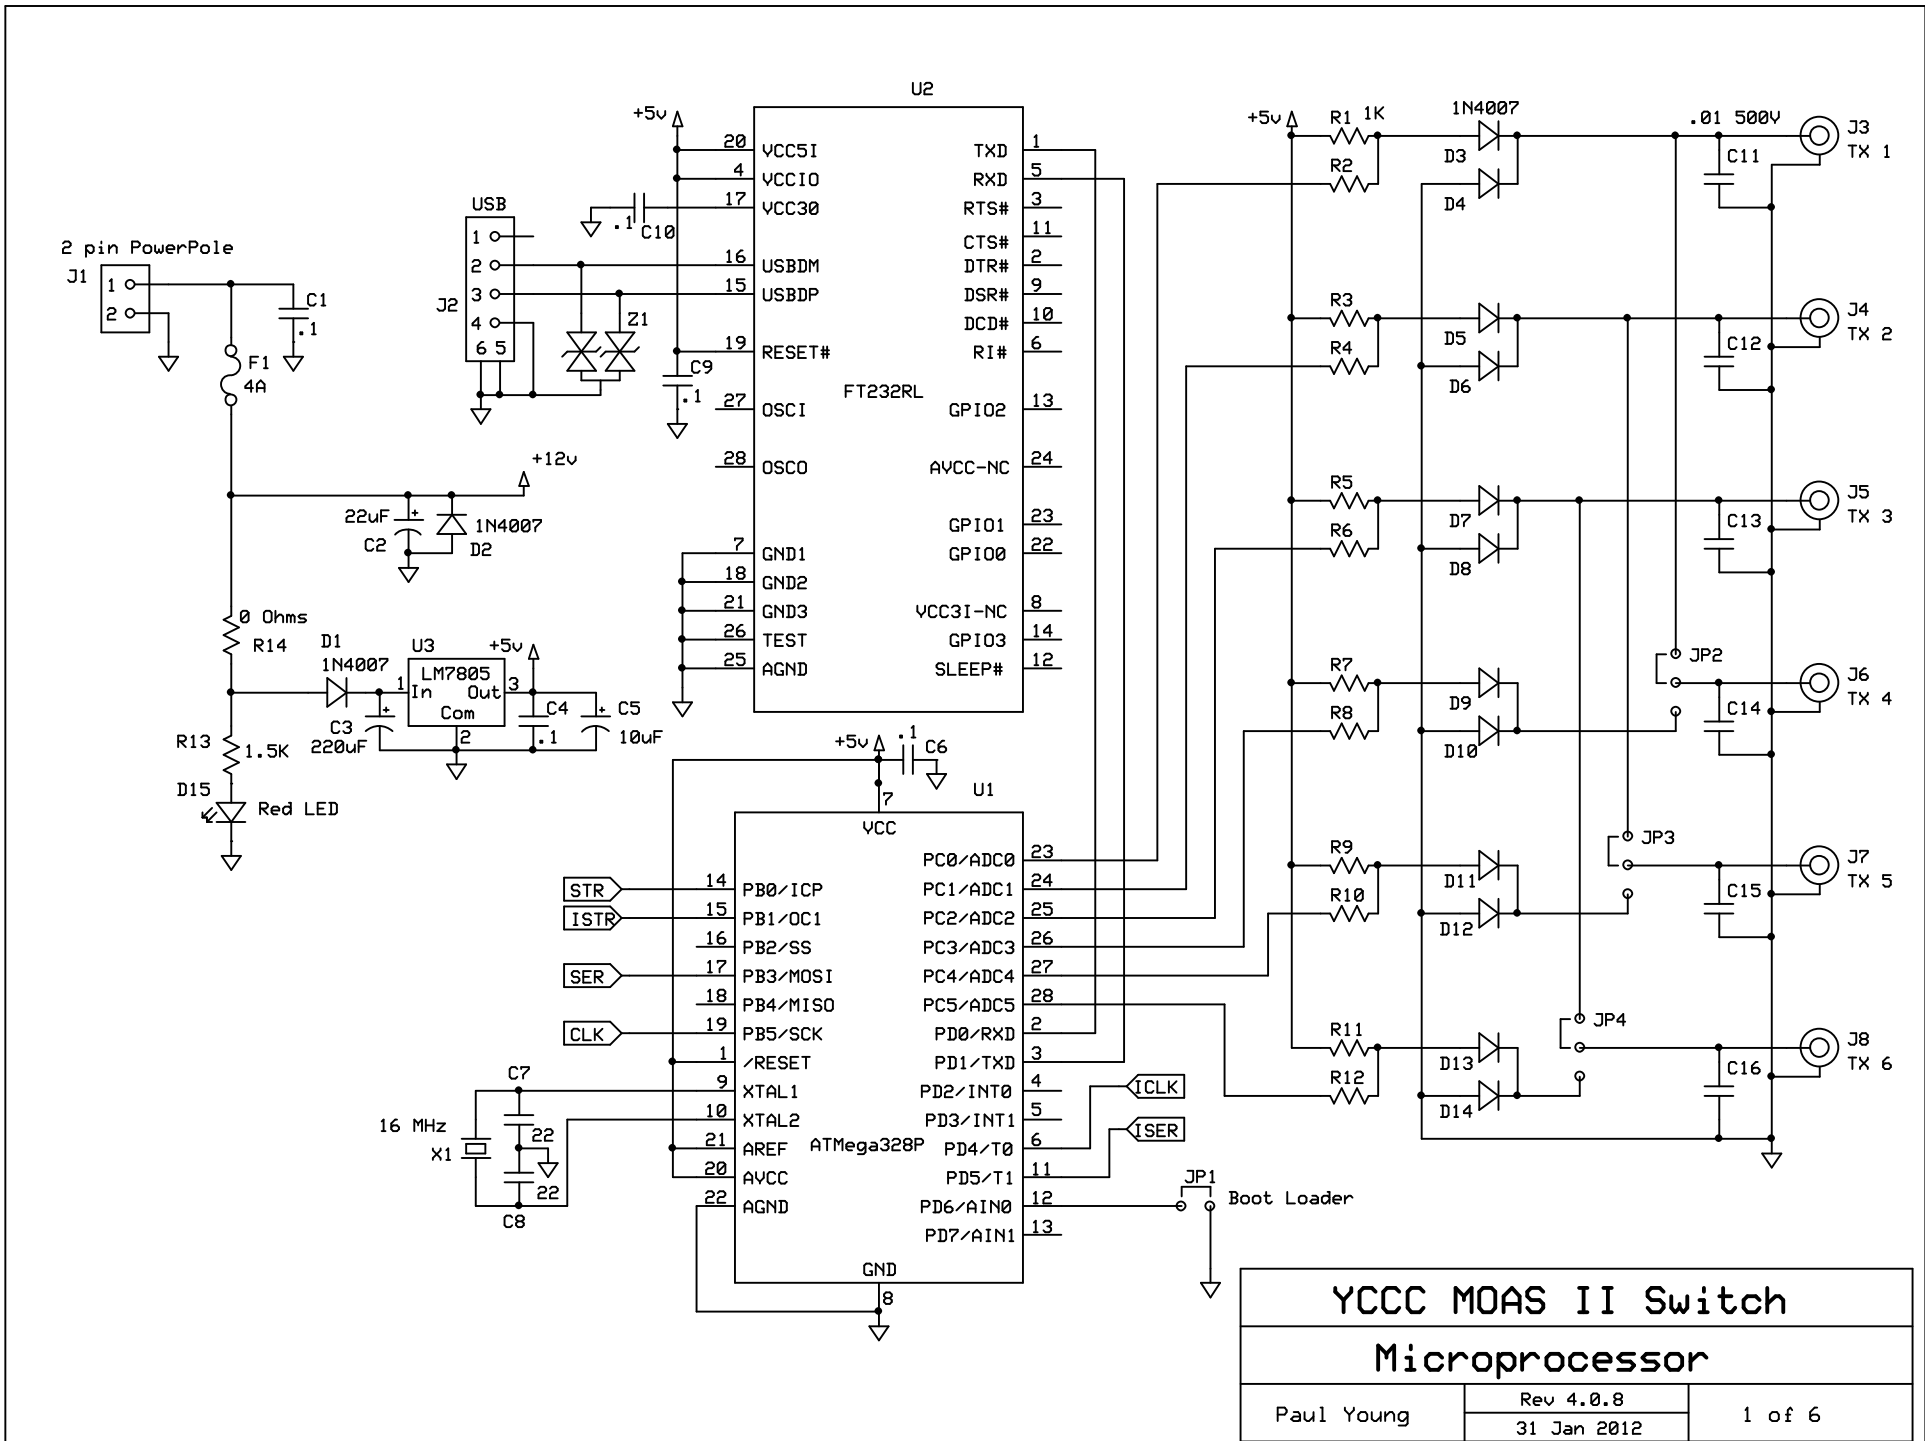 2 pin PowerPole
J1
1
2
C1
.1
F1
4A
+12v
22uF
C2
1N4007
D2
0 Ohms
R14
D1
1N4007
U3
LM7805
In
Out
Com
1
3
2
+5v
C3
220uF
C4
.1
C5
10uF
R13
1.5K
D15
Red LED
USB
J2
1
2
3
4
6 5
Z1
+5v
.1
C10
C9
.1
U2
FT232RL
20 VCC5I
4 VCCIO
17 VCC30
16 USBDM
15 USBDP
19 RESET#
27 OSCI
28 OSCO
7 GND1
18 GND2
21 GND3
26 TEST
25 AGND
TXD 1
RXD 5
RTS# 3
CTS# 11
DTR# 2
DSR# 9
DCD# 10
RI# 6
GPIO2 13
AVCC-NC 24
GPIO1 23
GPIO0 22
VCC3I-NC 8
GPIO3 14
SLEEP# 12
+5v
.1
C6
U1
7
VCC
ATMega328P
STR
14 PB0/ICP
ISTR
15 PB1/OC1
16 PB2/SS
SER
17 PB3/MOSI
18 PB4/MISO
CLK
19 PB5/SCK
1 /RESET
9 XTAL1
10 XTAL2
21 AREF
20 AVCC
22 AGND
GND
8
C7
22
22
C8
16 MHz
X1
PC0/ADC0 23
PC1/ADC1 24
PC2/ADC2 25
PC3/ADC3 26
PC4/ADC4 27
PC5/ADC5 28
PD0/RXD 2
PD1/TXD 3
PD2/INT0 4
PD3/INT1 5
PD4/T0 6
PD5/T1 11
PD6/AIN0 12
PD7/AIN1 13
ICLK
ISER
JP1
Boot Loader
+5v
R1 1K
R2
1N4007
D3
D4
.01 500V
C11
J3
TX 1
R3
R4
D5
D6
C12
J4
TX 2
R5
R6
D7
D8
C13
J5
TX 3
R7
R8
D9
D10
JP2
C14
J6
TX 4
R9
R10
D11
D12
JP3
C15
J7
TX 5
R11
R12
D13
D14
JP4
C16
J8
TX 6
YCCC MOAS II Switch
Microprocessor
Paul Young
Rev 4.0.8
31 Jan 2012
1 of 6